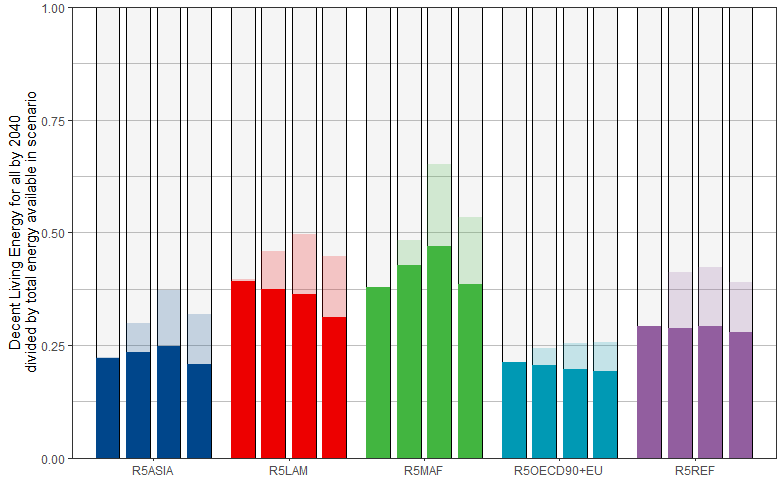 Decent Living Energy for all by 2040
divided by total energy available in scenario
1.00
0.75
0.50
0.25
0.00
R5ASIA
R5LAM
R5MAF
R5OECD90+EU
R5REF